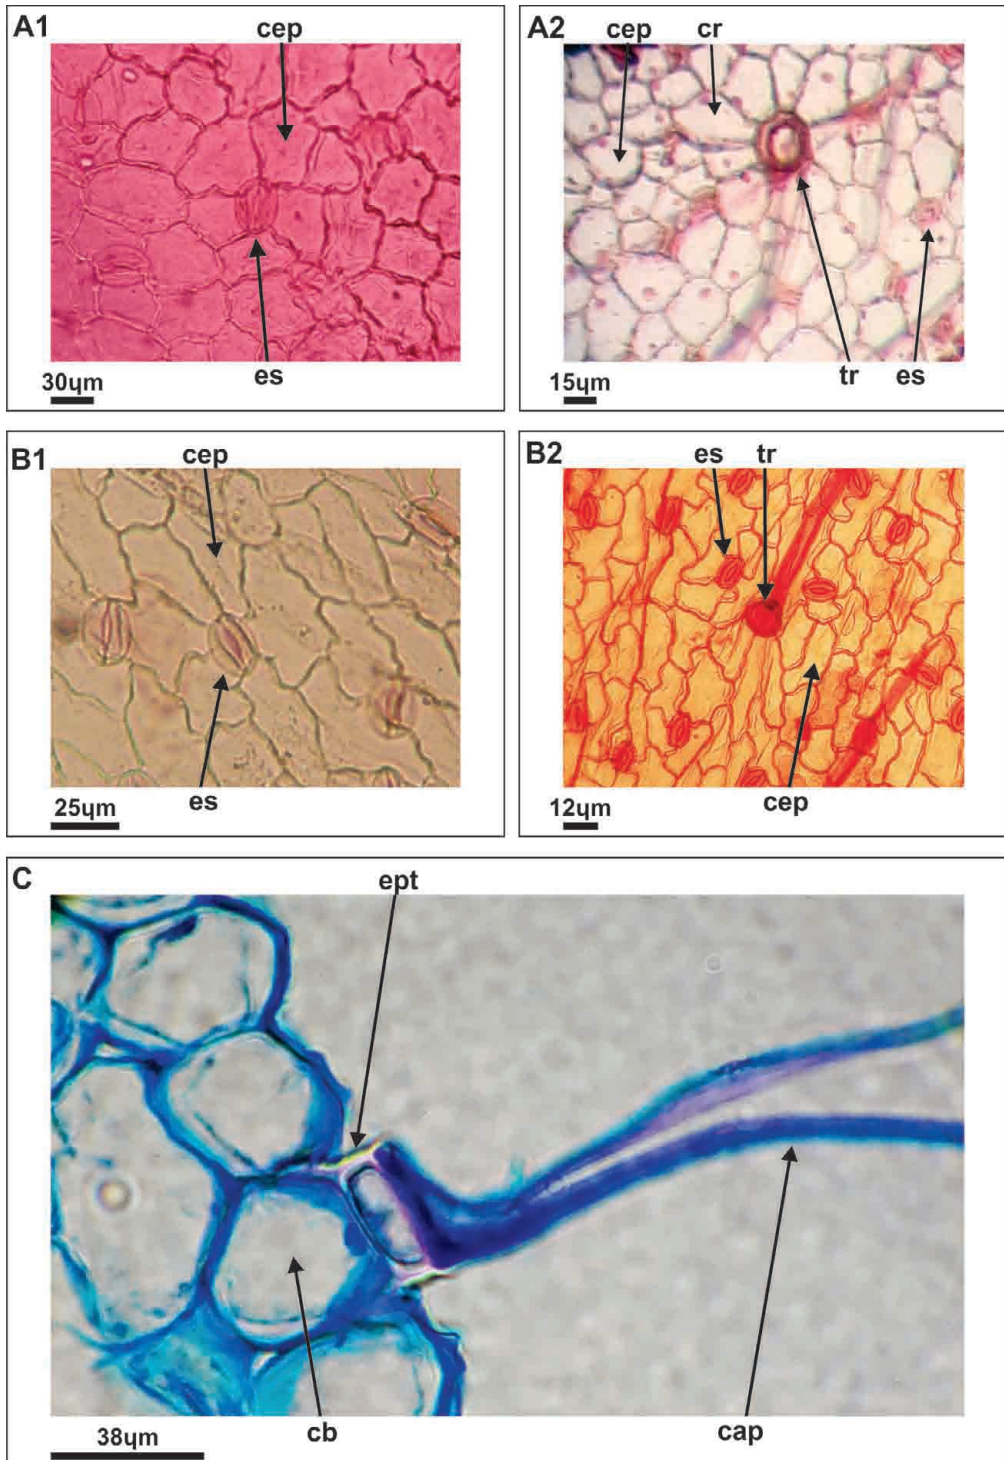 A1
cep
es
30µm
A2
cep cr
tr es
15µm
B1
cep
es
25µm
B2
es tr
cep
12µm
C
ept
cb
cap
38µm